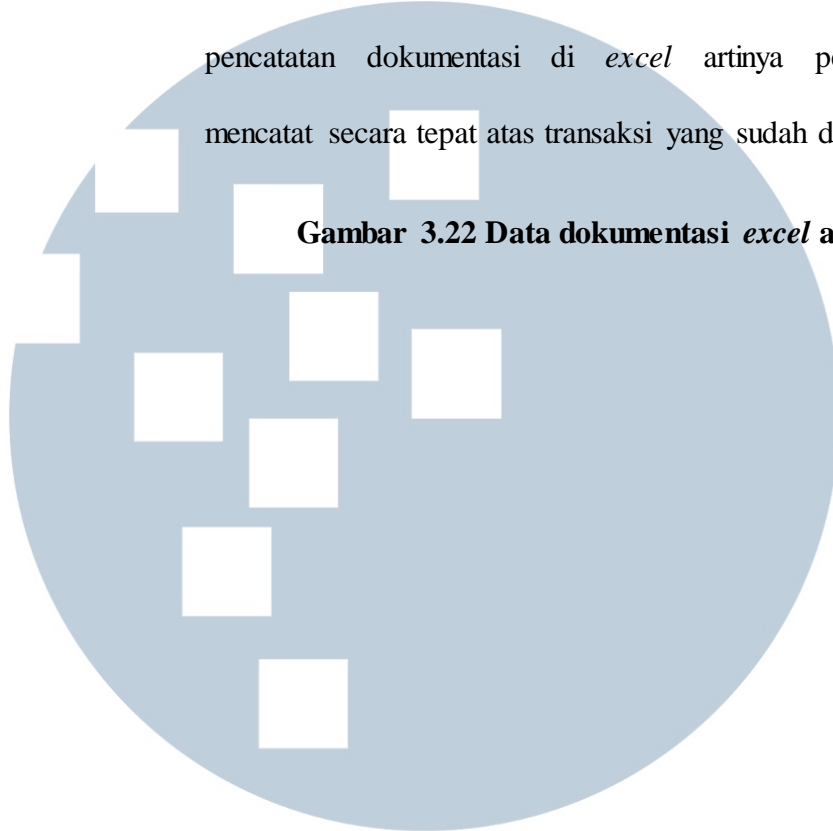 pencatatan dokumentasi di excel artinya
mencatat secara tepat atas transaksi yang sudah
Gambar 3.22 Data dokumentasi excel